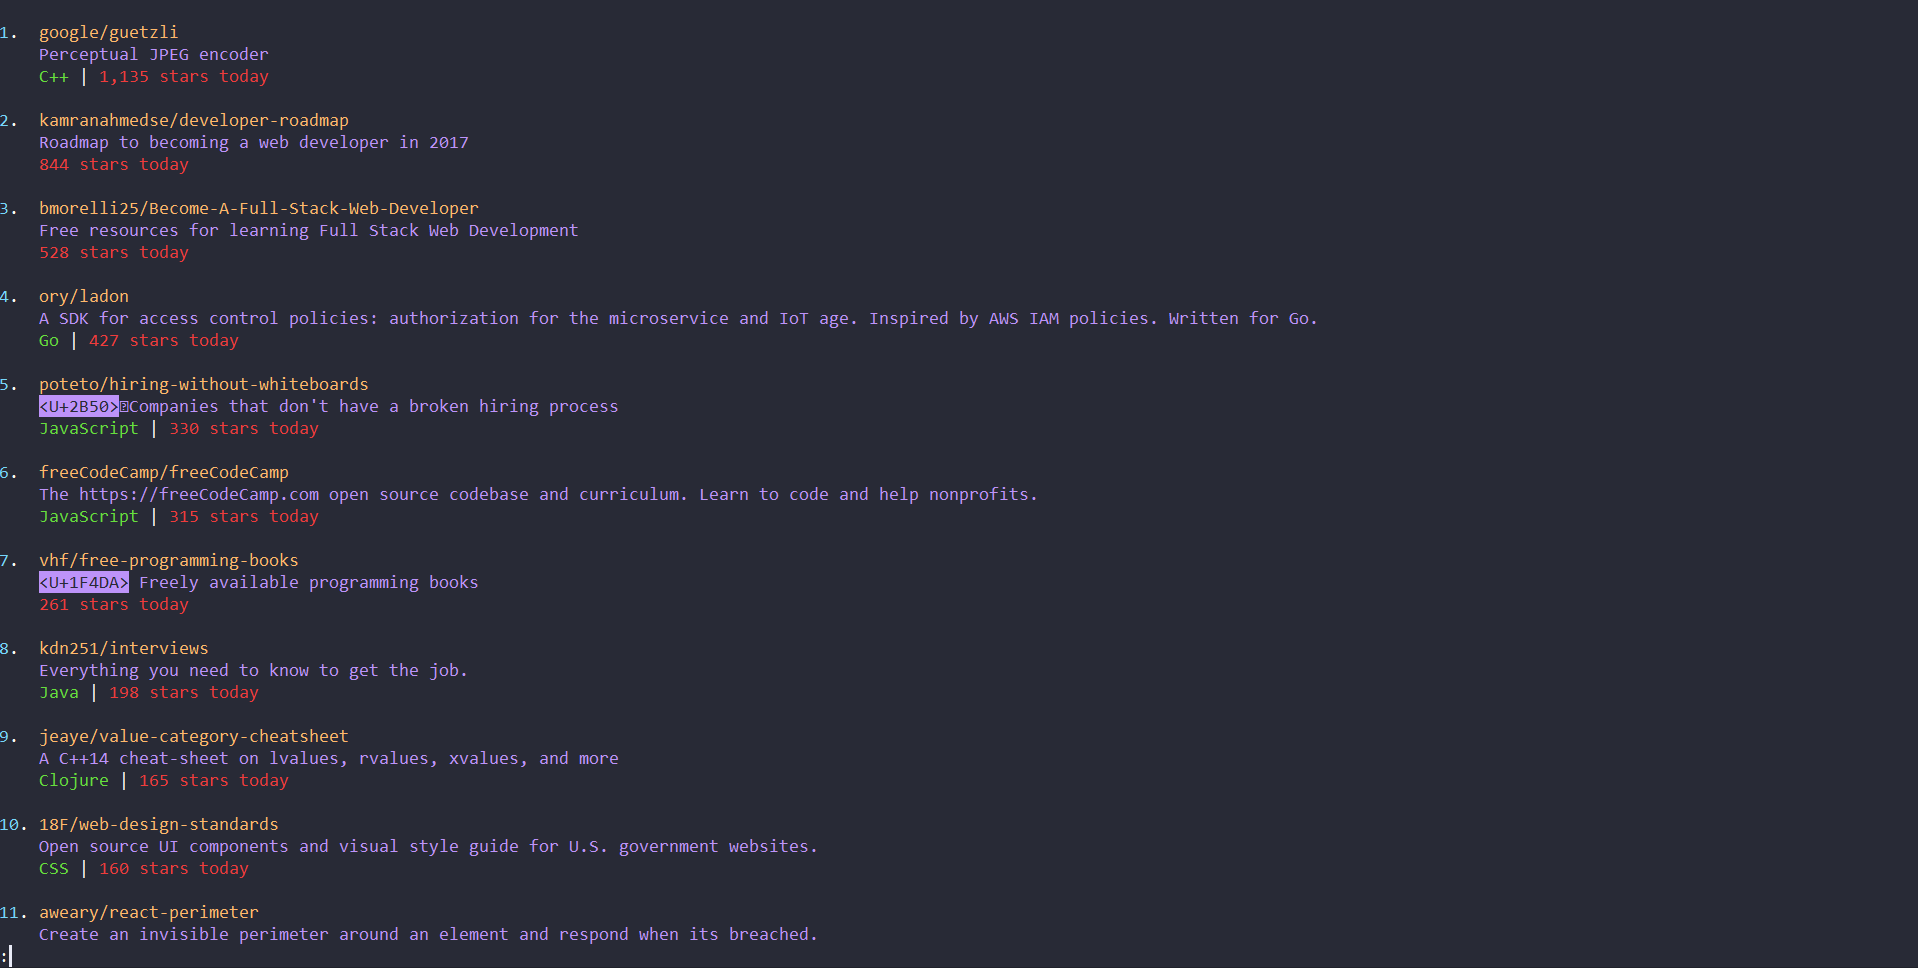 1. google/guetzli
Perceptual JPEG encoder
C++ | 1,135 stars today
2. kamranahmedse/developer-roadmap
Roadmap to becoming a web developer in 2017
844 stars today
3. bmorelli25/Become-A-Full-Stack-Web-Developer
Free resources for learning Full Stack Web Development
528 stars today
4. ory/ladon
A SDK for access control policies: authorization for the microservice and IoT age. Inspired by AWS IAM policies. Written for Go.
Go | 427 stars today
5. poteto/hiring-without-whiteboards
<U+2B50>Companies that don't have a broken hiring process
JavaScript | 330 stars today
6. freeCodeCamp/freeCodeCamp
The https://freeCodeCamp.com open source codebase and curriculum. Learn to code and help nonprofits.
JavaScript | 315 stars today
7. vhf/free-programming-books
<U+1F4DA> Freely available programming books
261 stars today
8. kdn251/interviews
Everything you need to know to get the job.
Java | 198 stars today
9. jeaye/value-category-cheatsheet
A C++14 cheat-sheet on lvalues, rvalues, xvalues, and more
Clojure | 165 stars today
10. 18F/web-design-standards
Open source UI components and visual style guide for U.S. government websites.
CSS | 160 stars today
11. aweary/react-perimeter
Create an invisible perimeter around an element and respond when its breached.
: